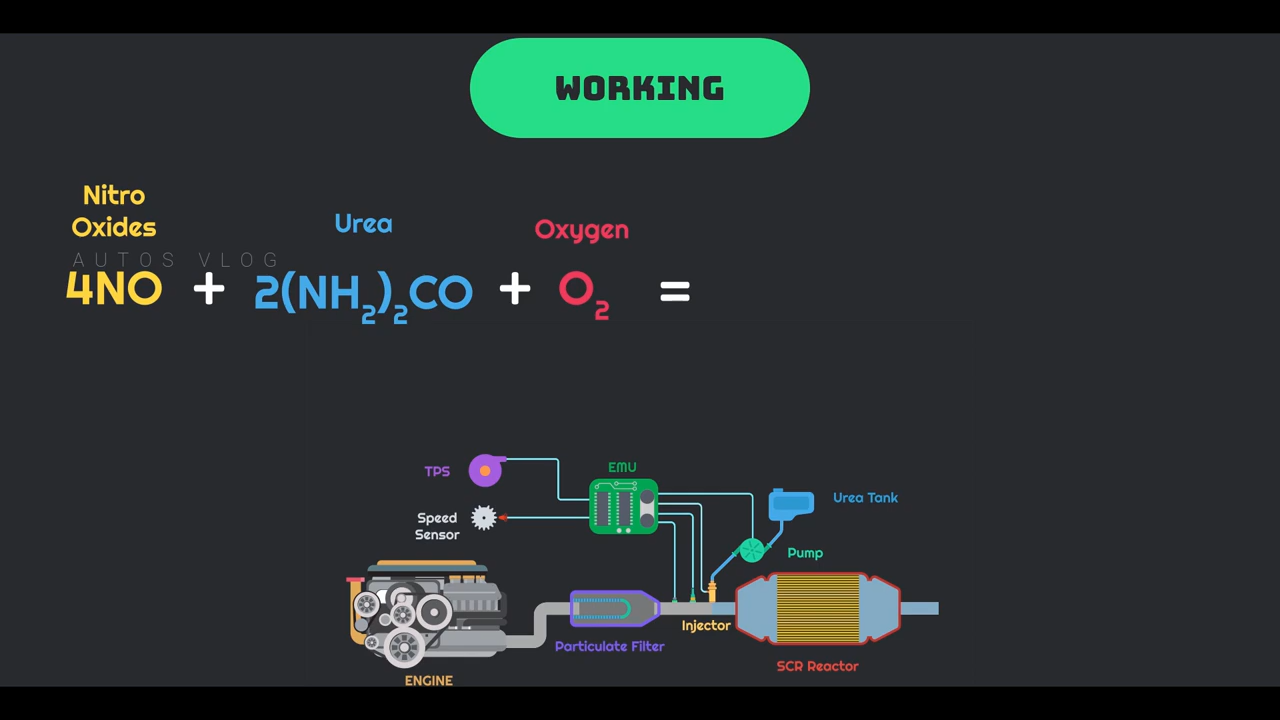 WORKING
Nitro
Oxides
Urea
Oxygen
AUTOS VLOG
4NO + 2(NH₂)₂CO + O₂ =
TPS
EMU
Speed
Sensor
Urea Tank
Pump
Injector
Particulate Filter
SCR Reactor
ENGINE